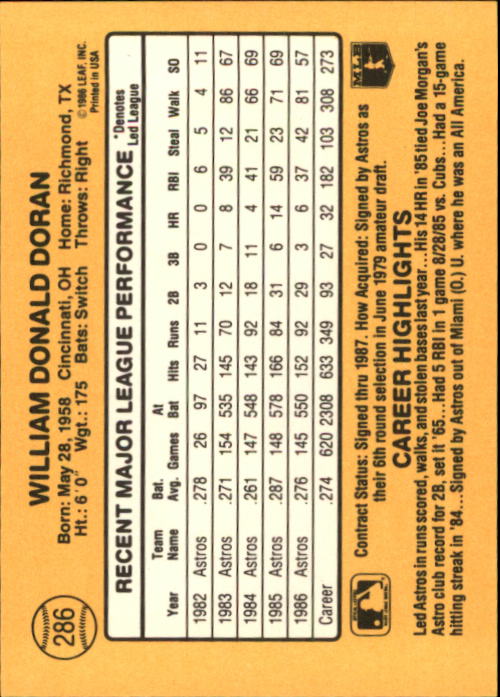 286
WILLIAM DONALD DORAN
Born: May 28, 1958 Cincinnati, OH Home: Richmond, TX
Ht.: 6'0" Wgt.: 175 Bats: Switch Throws: Right
© 1986 LEAF, INC.
Printed in USA
RECENT MAJOR LEAGUE PERFORMANCE
*Denotes
Led League
Year Team Name Bat. Avg. Games At Bat Hits Runs 2B 3B HR RBI Steal Walk SO
1982 Astros .278 26 97 27 11 3 0 0 6 5 4 11
1983 Astros .271 154 535 145 70 12 7 8 39 12 86 67
1984 Astros .261 147 548 143 92 18 11 4 41 21 66 69
1985 Astros .287 148 578 166 84 31 6 14 59 23 71 69
1986 Astros .276 145 550 152 92 29 3 6 37 42 81 57
Career .274 620 2308 633 349 93 27 32 182 103 308 273
Contract Status: Signed thru 1987. How Acquired: Signed by Astros as
their 6th round selection in June 1979 amateur draft.
MLB
CAREER HIGHLIGHTS
Led Astros in runs scored, walks, and stolen bases last year...His 14 HR in '85 tied Joe Morgan's
Astro club record for 2B, set it '65...Had 5 RBI in 1 game 8/28/85 vs. Cubs...Had a 15-game
hitting streak in '84...Signed by Astros out of Miami (O.) U. where he was an All America.